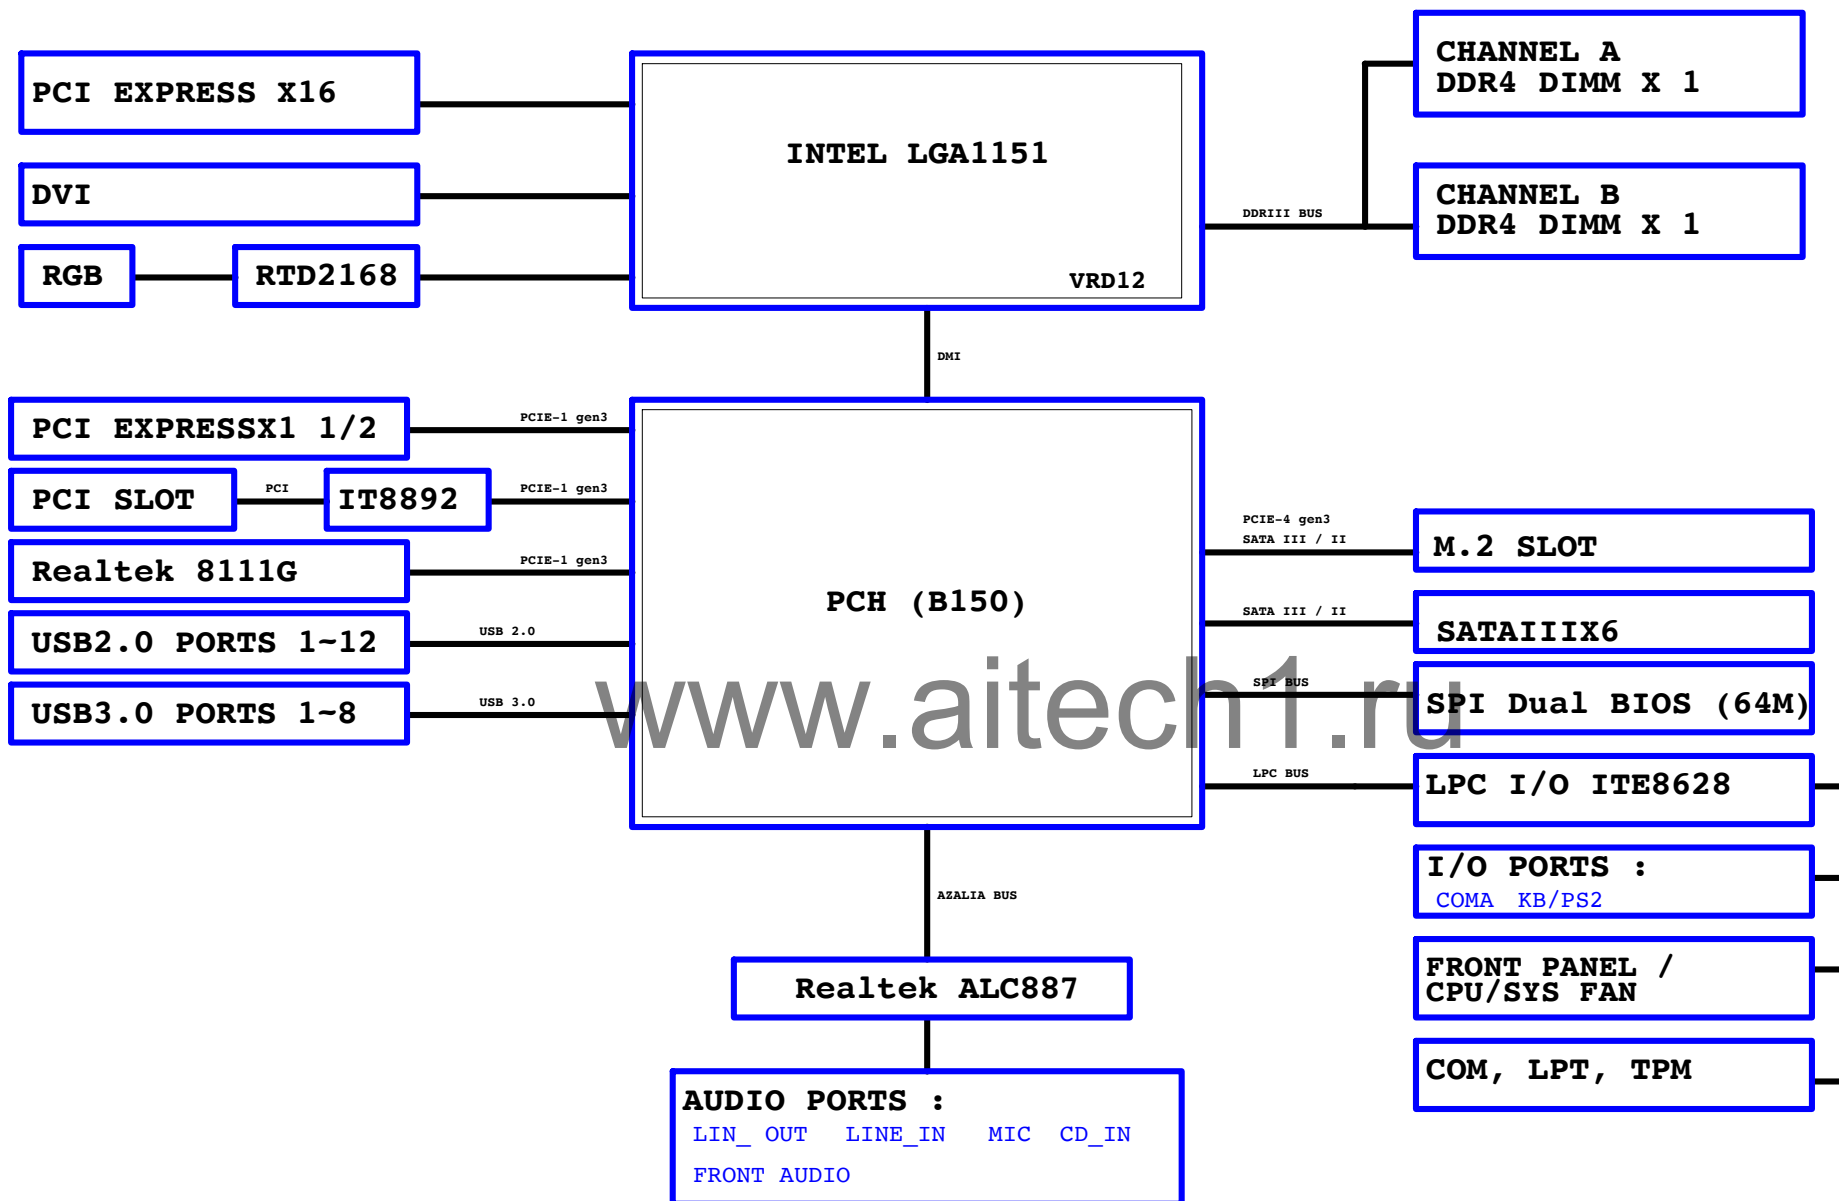 PCI EXPRESS X16
DVI
RGB
RTD2168
INTEL LGA1151
VRD12
DDRIII BUS
CHANNEL A
DDR4 DIMM X 1
CHANNEL B
DDR4 DIMM X 1
DMI
PCI EXPRESSX1 1/2
PCIE-1 gen3
PCI SLOT
PCI
IT8892
PCIE-1 gen3
Realtek 8111G
PCIE-1 gen3
USB2.0 PORTS 1~12
USB 2.0
USB3.0 PORTS 1~8
USB 3.0
PCH (B150)
PCIE-4 gen3
SATA III / II
M.2 SLOT
SATA III / II
SATAIIIX6
SPI BUS
SPI Dual BIOS (64M)
LPC BUS
LPC I/O ITE8628
I/O PORTS :
COMA KB/PS2
FRONT PANEL /
CPU/SYS FAN
COM, LPT, TPM
AZALIA BUS
Realtek ALC887
AUDIO PORTS :
LIN_ OUT LINE_IN MIC CD_IN
FRONT AUDIO
www.aitech1.ru